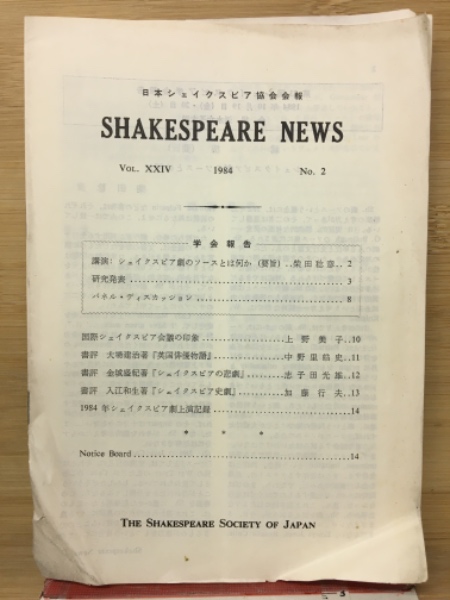 日本シェイクスピア協会会報
SHAKESPEARE NEWS
VOL. XXIV 1984 No. 2
学会報告
講演: シェイクスピア劇のソースとは何か (要旨) ..柴田稔彦.. 2
研究発表 ........ 3
パネル・ディスカッション ........ 8
国際シェイクスピア会議の印象 ........ 上野美子..10
書評 大場建治著『英国俳優物語』 ........ 中野里皓史..11
書評 金城盛紀著『シェイクスピアの悲劇』 ........ 志子田光雄..12
書評 入江和生著『シェイクスピア史劇』 ........ 加藤行夫..13
1984 年シェイクスピア劇上演記録 ........ 14
* * *
Notice Board ........ 14
THE SHAKESPEARE SOCIETY OF JAPAN
3